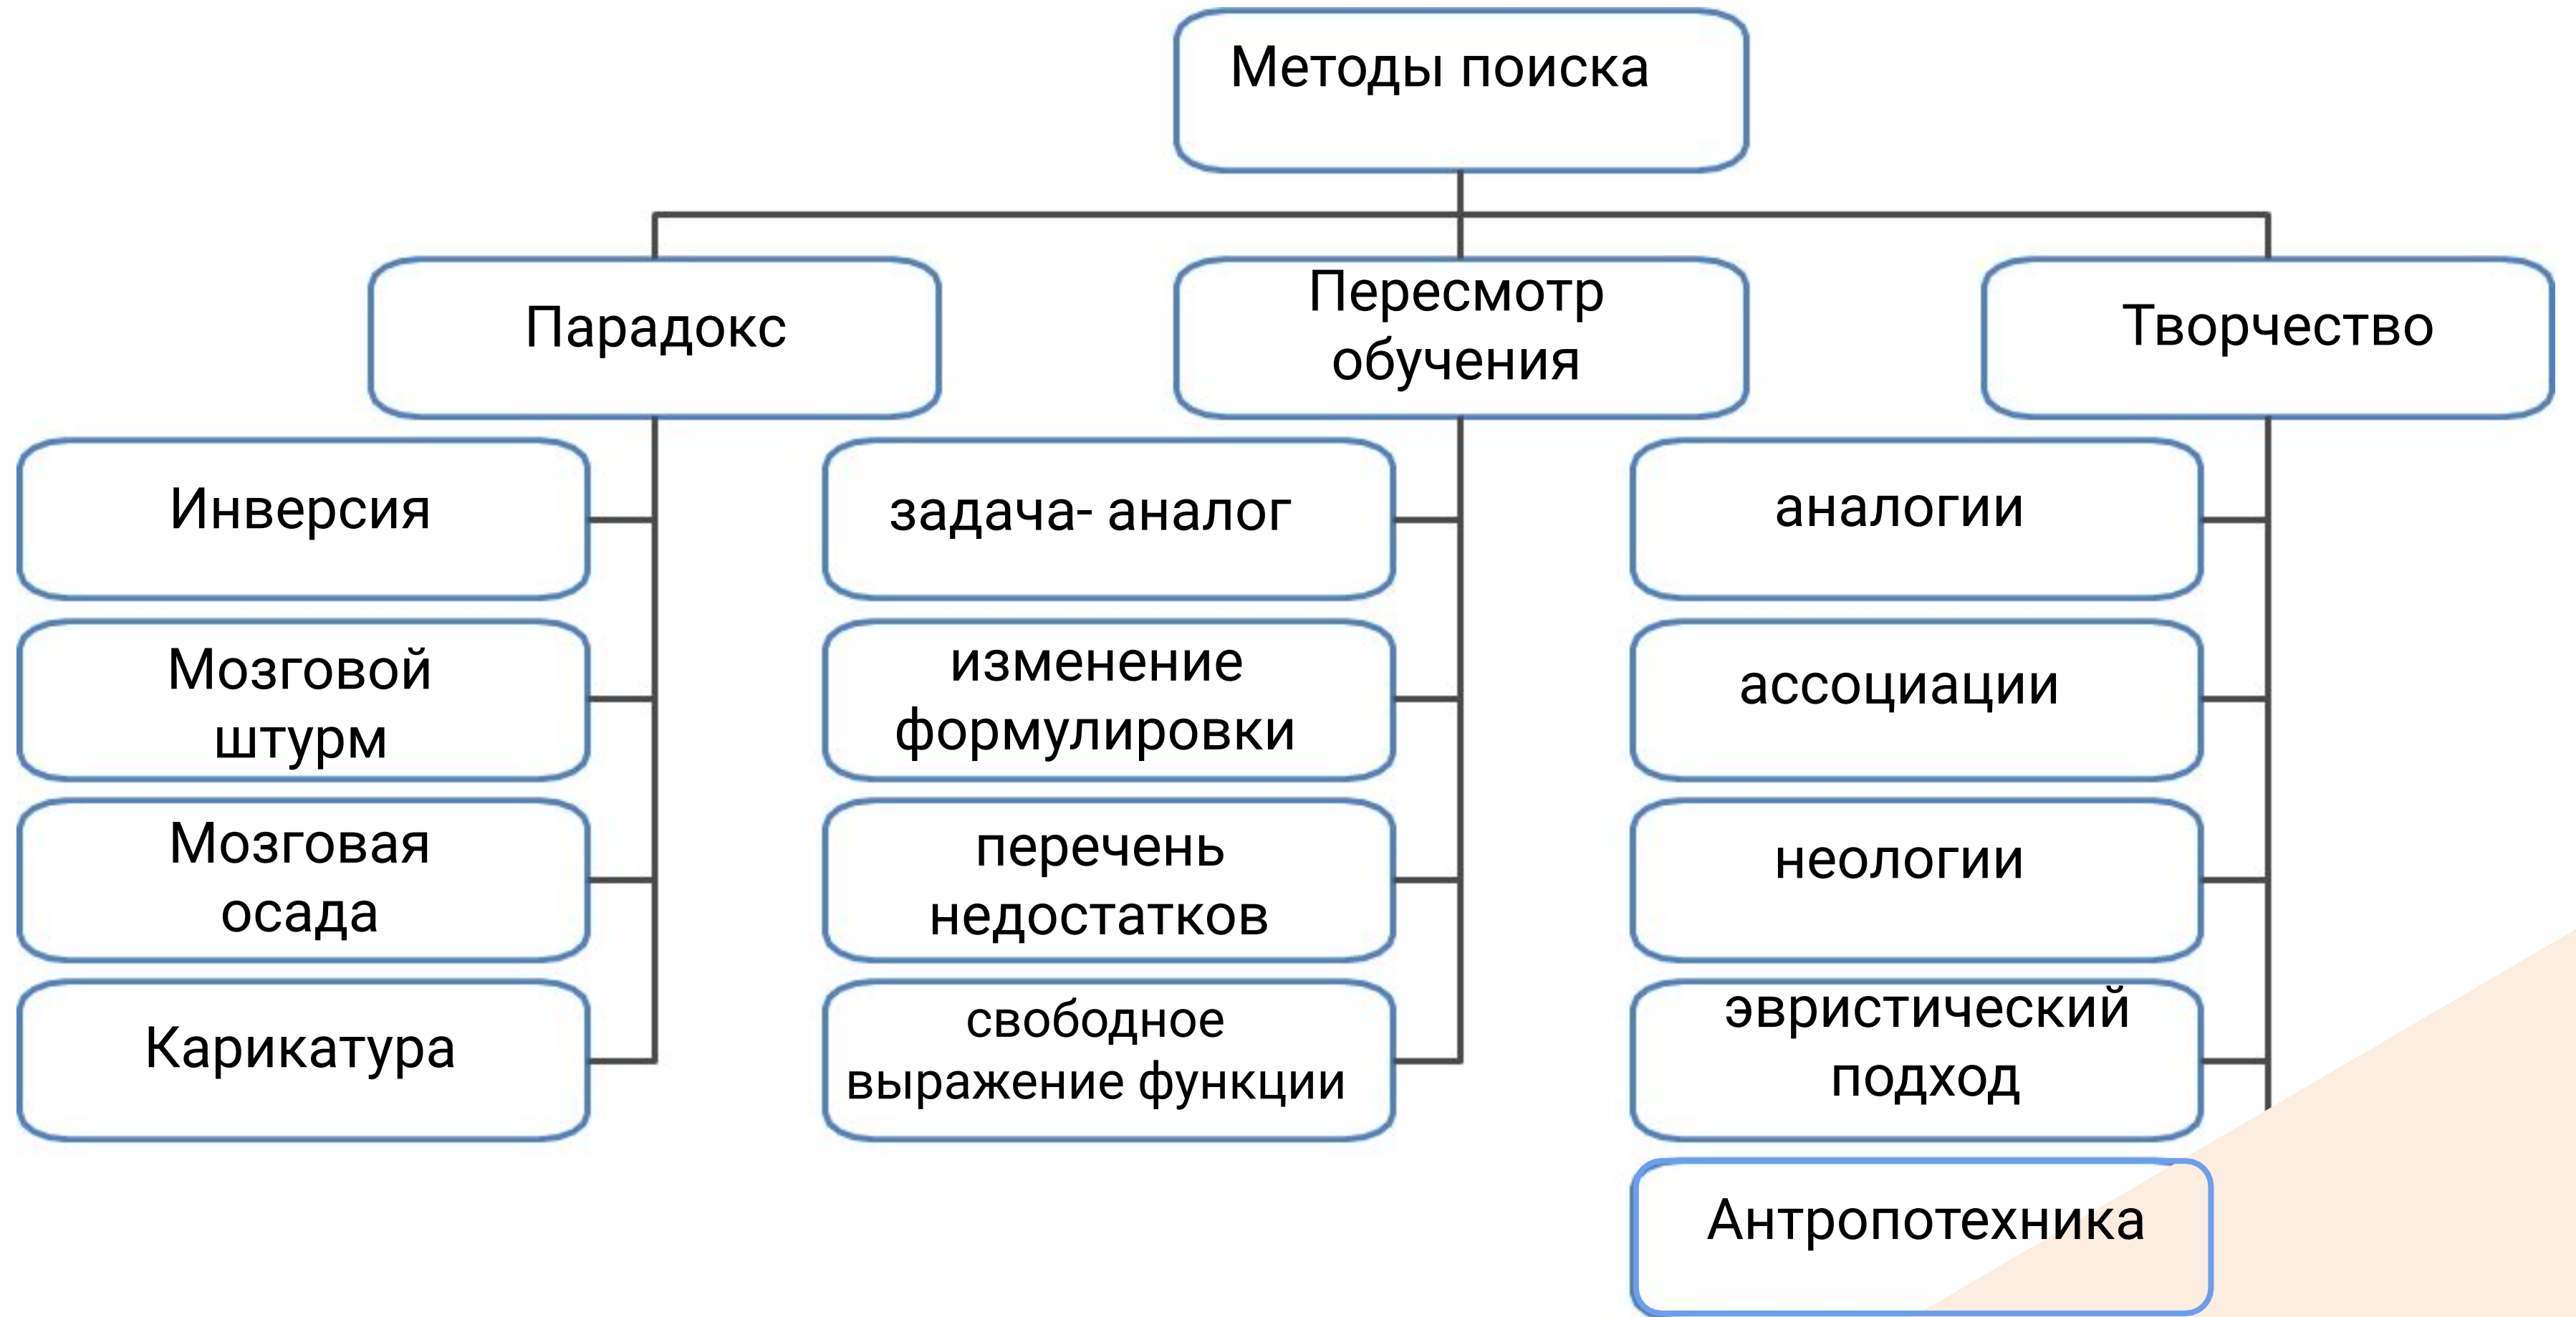 Методы поиска
Парадокс
Инверсия
Мозговой
штурм
Мозговая
осада
Карикатура
Пересмотр
обучения
задача- аналог
изменение
формулировки
перечень
недостатков
свободное
выражение функции
Творчество
аналогии
ассоциации
неологии
эвристический
подход
Антропотехника